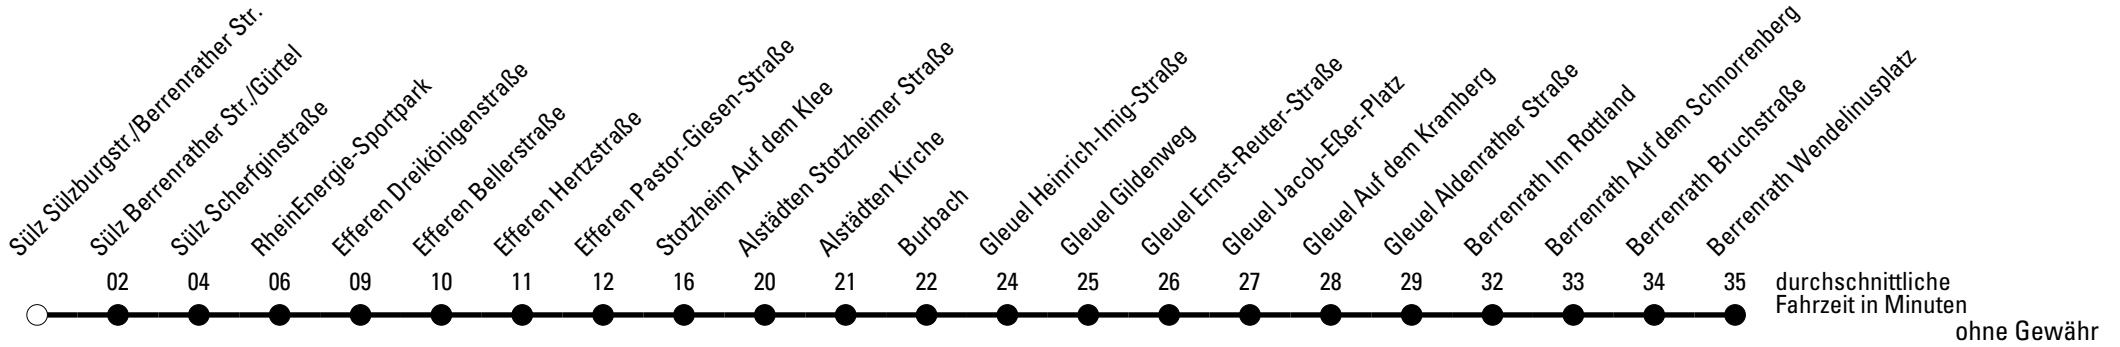 Sülz Sülzburgstr./Berrenrather Str.
Sülz Berrenrather Str./Gürtel
Sülz Scherfginstraße
RheinEnergie-Sportpark
Efferen Dreikönigenstraße
Efferen Bellerstraße
Efferen Hertzstraße
Efferen Pastor-Giesen-Straße
Stotzheim Auf dem Klee
Alstädten Stotzheimer Straße
Alstädten Kirche
Burbach
Gleuel Heinrich-Imig-Straße
Gleuel Gildenweg
Gleuel Ernst-Reuter-Straße
Gleuel Jacob-Eßer-Platz
Gleuel Auf dem Kramberg
Gleuel Aldenrather Straße
Berrenrath Im Rottland
Berrenrath Auf dem Schnorrenberg
Berrenrath Bruchstraße
Berrenrath Wendelinusplatz
02 04 06 09 10 11 12 16 20 21 22 24 25 26 27 28 29 32 33 34 35 durchschnittliche
Fahrzeit in Minuten
ohne Gewähr